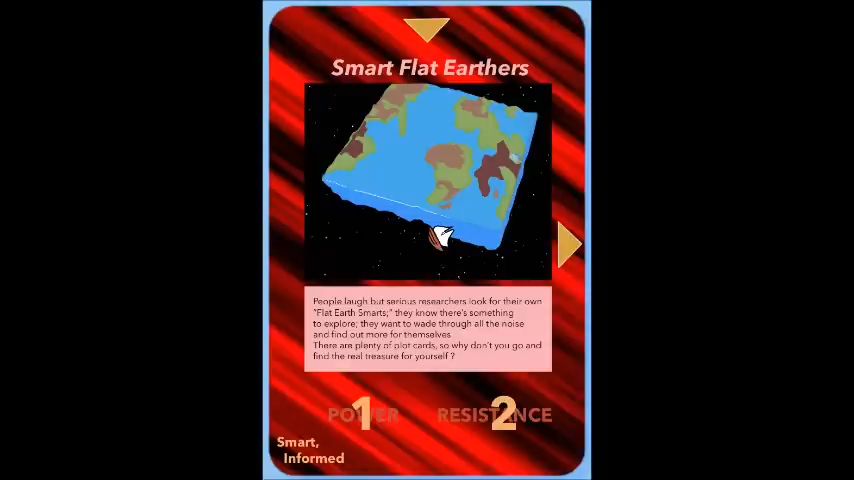 Smart Flat Earthers
People laugh but serious researchers look for their own
"Flat Earth Smarts;" they know there's something
to explore; they want to wade through all the noise
and find out more for themselves
There are plenty of plot cards, so why don't you go and
find the real treasure for yourself ?
POWER 1 RESISTANCE 2
Smart,
Informed